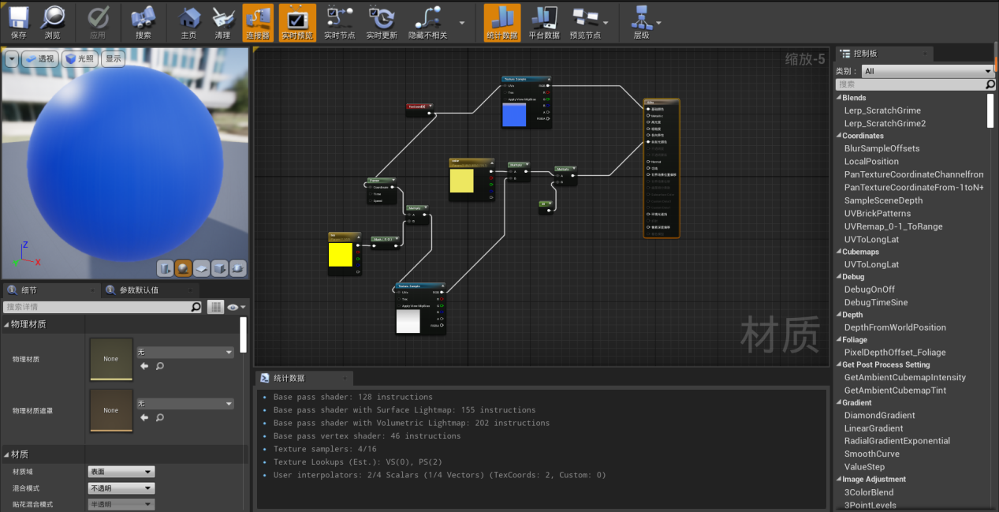 保存
浏览
应用
搜索
主页
清理
连接器
实时预览
实时节点
实时更新
隐藏不相关
统计数据
平台数据
预览节点
层级
透视
光照
显示
Z
X
Y
缩放-5
Texture Sample
UVs
Tex
Apply View MipBias
RGB
R
G
B
A
RGBA
Multiply
A
B
Multiply
A
B
Panner
Coordinate
Time
Speed
Multiply
A
B
Mask ( R G )
Texture Sample
UVs
Tex
Apply View MipBias
RGB
R
G
B
A
RGBA
基础颜色
Metallic
高光度
粗糙度
各向异性
自发光颜色
Normal
切线
世界场景位置偏移
环境光遮挡
像素深度偏移
材质
细节
参数默认值
搜索详情
物理材质
物理材质
None
无
物理材质遮罩
None
无
材质
材质域
表面
混合模式
不透明
贴花混合模式
半透明
统计数据
Base pass shader: 128 instructions
Base pass shader with Surface Lightmap: 155 instructions
Base pass shader with Volumetric Lightmap: 202 instructions
Base pass vertex shader: 46 instructions
Texture samplers: 4/16
Texture Lookups (Est.): VS(0), PS(2)
User interpolators: 2/4 Scalars (1/4 Vectors) (TexCoords: 2, Custom: 0)
控制板
类别： All
搜索
Blends
Lerp_ScratchGrime
Lerp_ScratchGrime2
Coordinates
BlurSampleOffsets
LocalPosition
PanTextureCoordinateChannelfron
PanTextureCoordinateFrom-1toN+
SampleSceneDepth
UVBrickPatterns
UVRemap_0-1_ToRange
UVToLongLat
Cubemaps
UVToLongLat
Debug
DebugOnOff
DebugTimeSine
Depth
DepthFromWorldPosition
Foliage
PixelDepthOffset_Foliage
Get Post Process Setting
GetAmbientCubemapIntensity
GetAmbientCubemapTint
Gradient
DiamondGradient
LinearGradient
RadialGradientExponential
SmoothCurve
ValueStep
Image Adjustment
3ColorBlend
3PointLevels